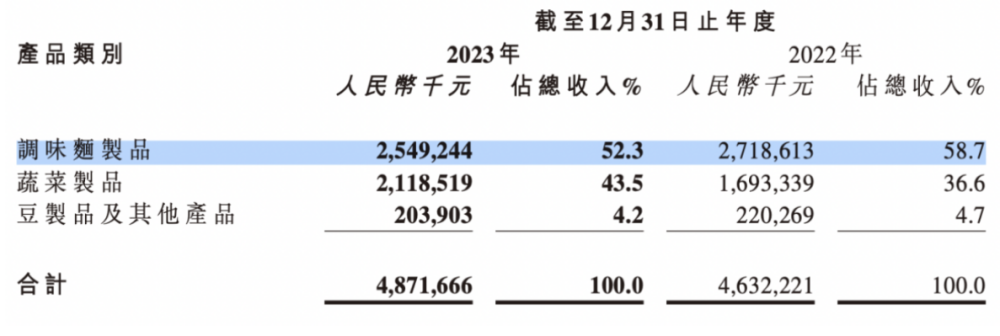 截至12月31日止年度
產品類別 2023年 2022年
人民幣千元 佔總收入% 人民幣千元 佔總收入%
調味麵製品 2,549,244 52.3 2,718,613 58.7
蔬菜製品 2,118,519 43.5 1,693,339 36.6
豆製品及其他產品 203,903 4.2 220,269 4.7
合計 4,871,666 100.0 4,632,221 100.0